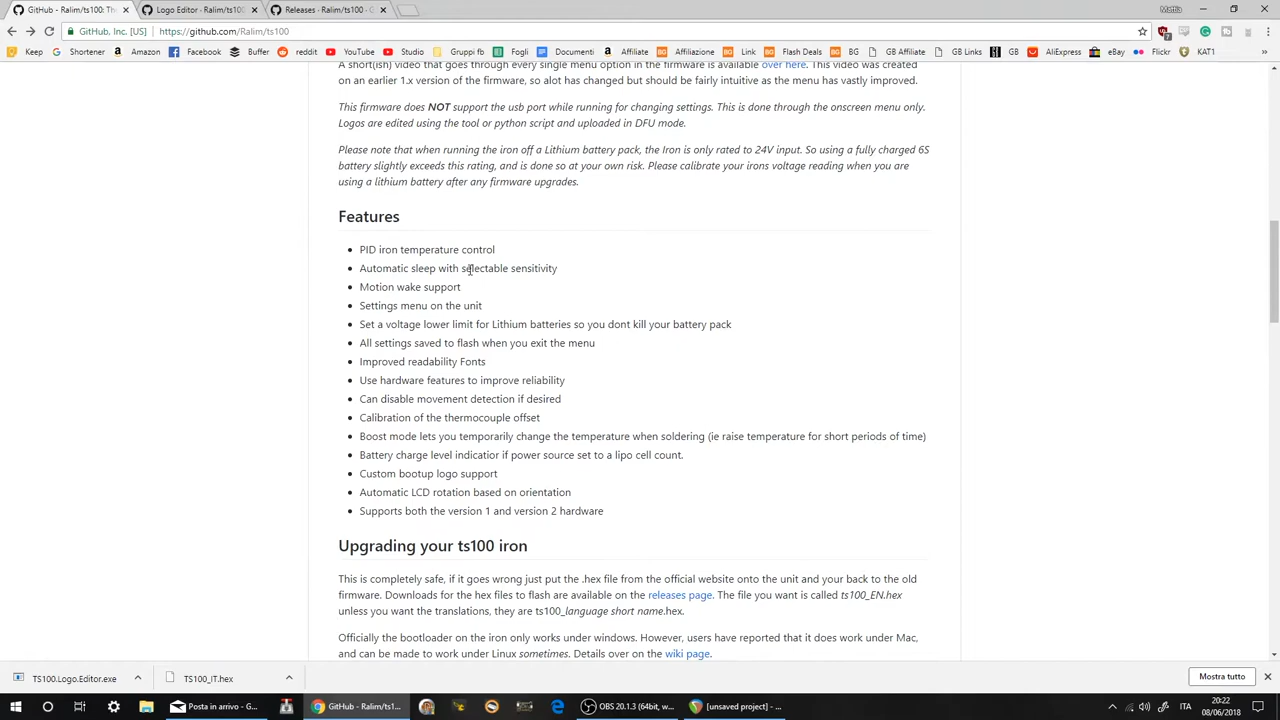 GitHub - Ralim/ts100: Th
Logo Editor - Ralim/ts100
Releases · Ralim/ts100 ·
Mattia
GitHub, Inc. [US]
https://github.com/Ralim/ts100
Keep
Shortener
Amazon
Facebook
Buffer
reddit
YouTube
Studio
Grupo fb
Fogli
Documenti
Affiliate
Affiliazione
Link
Flash Deals
BG
GB Affiliate
GB Links
GB
AliExpress
eBay
Flickr
KAT1
A short(ish) video that goes through every single menu option in the firmware is available over here. This video was created
on an earlier 1.x version of the firmware, so alot has changed but should be fairly intuitive as the menu has vastly improved.
This firmware does NOT support the usb port while running for changing settings. This is done through the onscreen menu only.
Logos are edited using the tool or python script and uploaded in DFU mode.
Please note that when running the iron off a Lithium battery pack, the Iron is only rated to 24V input. So using a fully charged 6S
battery slightly exceeds this rating, and is done so at your own risk. Please calibrate your irons voltage reading when you are
using a lithium battery after any firmware upgrades.
Features
• PID iron temperature control
• Automatic sleep with selectable sensitivity
• Motion wake support
• Settings menu on the unit
• Set a voltage lower limit for Lithium batteries so you dont kill your battery pack
• All settings saved to flash when you exit the menu
• Improved readability Fonts
• Use hardware features to improve reliability
• Can disable movement detection if desired
• Calibration of the thermocouple offset
• Boost mode lets you temporarily change the temperature when soldering (ie raise temperature for short periods of time)
• Battery charge level indicatior if power source set to a lipo cell count.
• Custom bootup logo support
• Automatic LCD rotation based on orientation
• Supports both the version 1 and version 2 hardware
Upgrading your ts100 iron
This is completely safe, if it goes wrong just put the .hex file from the official website onto the unit and your back to the old
firmware. Downloads for the hex files to flash are available on the releases page. The file you want is called ts100_EN.hex
unless you want the translations, they are ts100_language short name.hex.
Officially the bootloader on the iron only works under windows. However, users have reported that it does work under Mac,
and can be made to work under Linux sometimes. Details over on the wiki page.
TS100.Logo.Editor.exe
TS100_IT.hex
Mostra tutto
Posta in arrivo - G...
GitHub - Ralim/ts1...
OBS 20.1.3 (64bit, w...
[unsaved project] - ...
ITA
20:22
08/06/2018